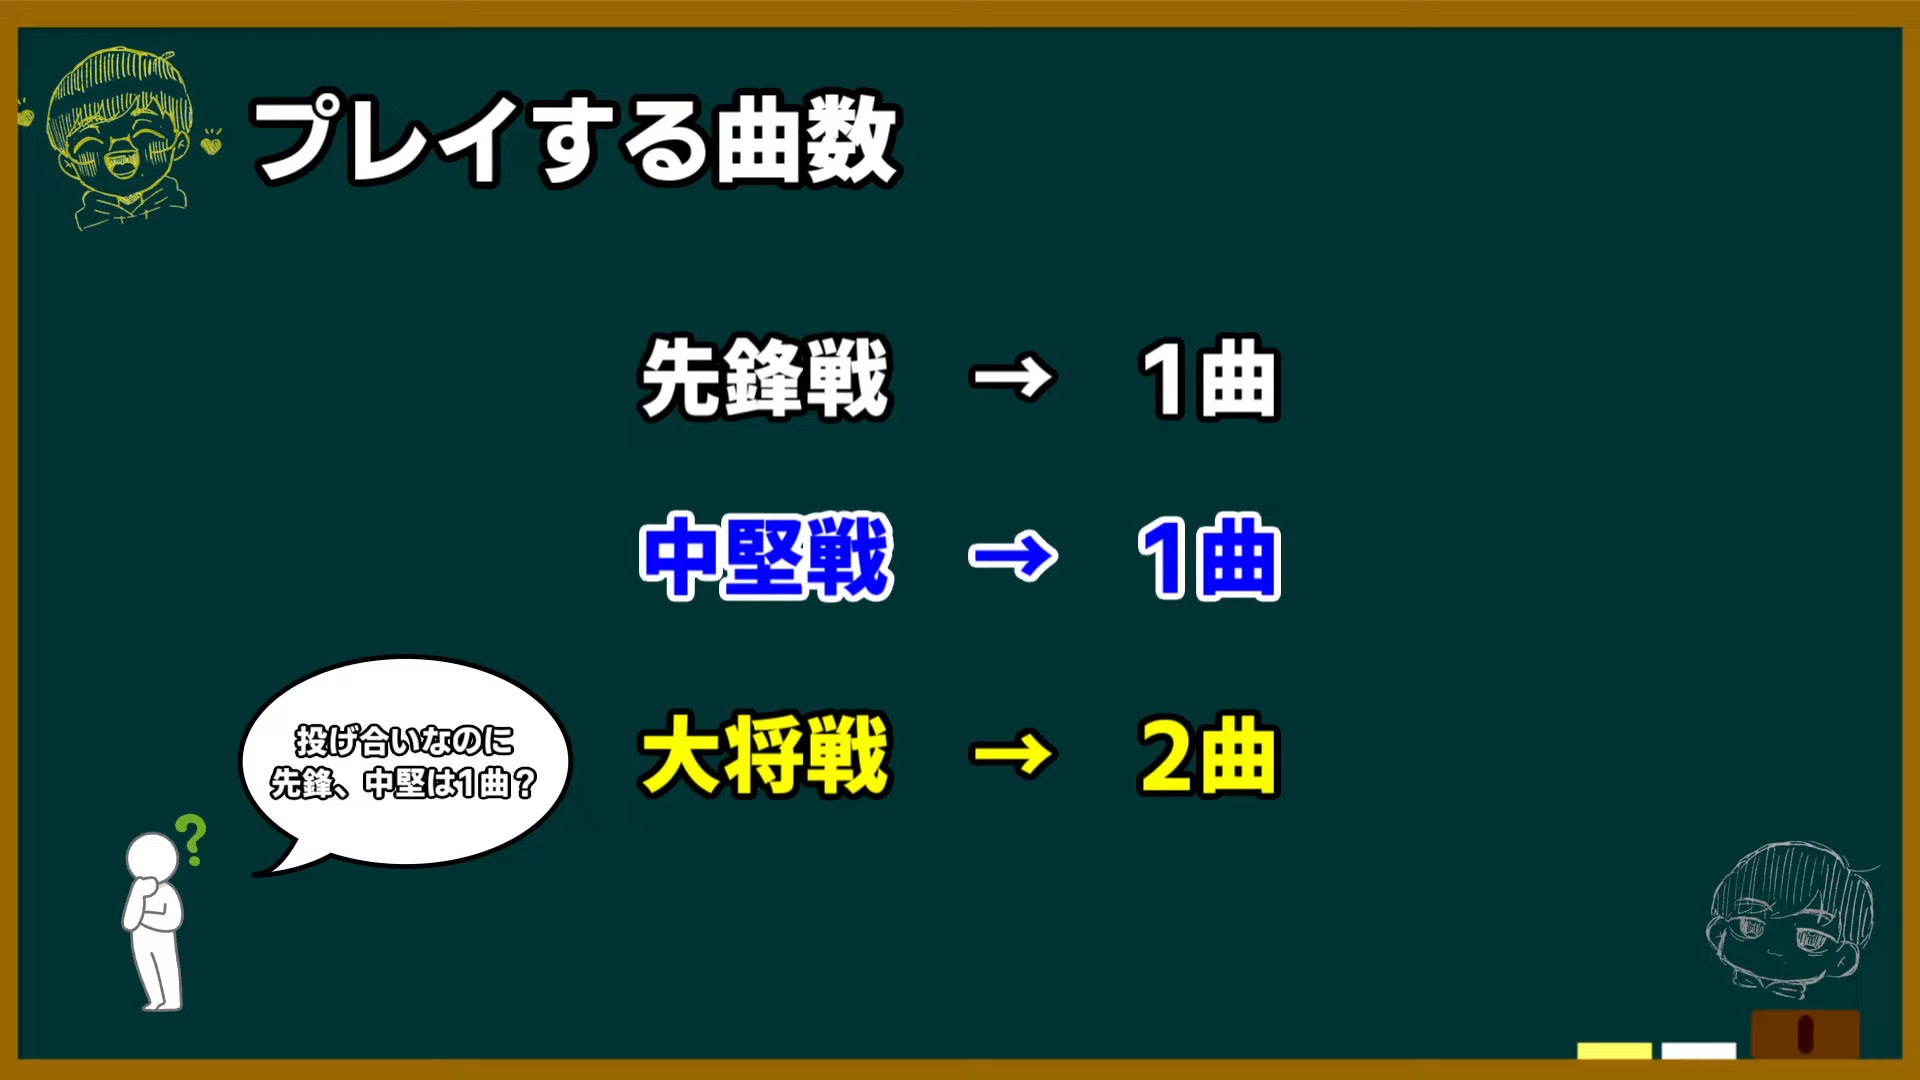 プレイする曲数
先鋒戦 → 1曲
中堅戦 → 1曲
大将戦 → 2曲
投げ合いなのに
先鋒、中堅は1曲？
?